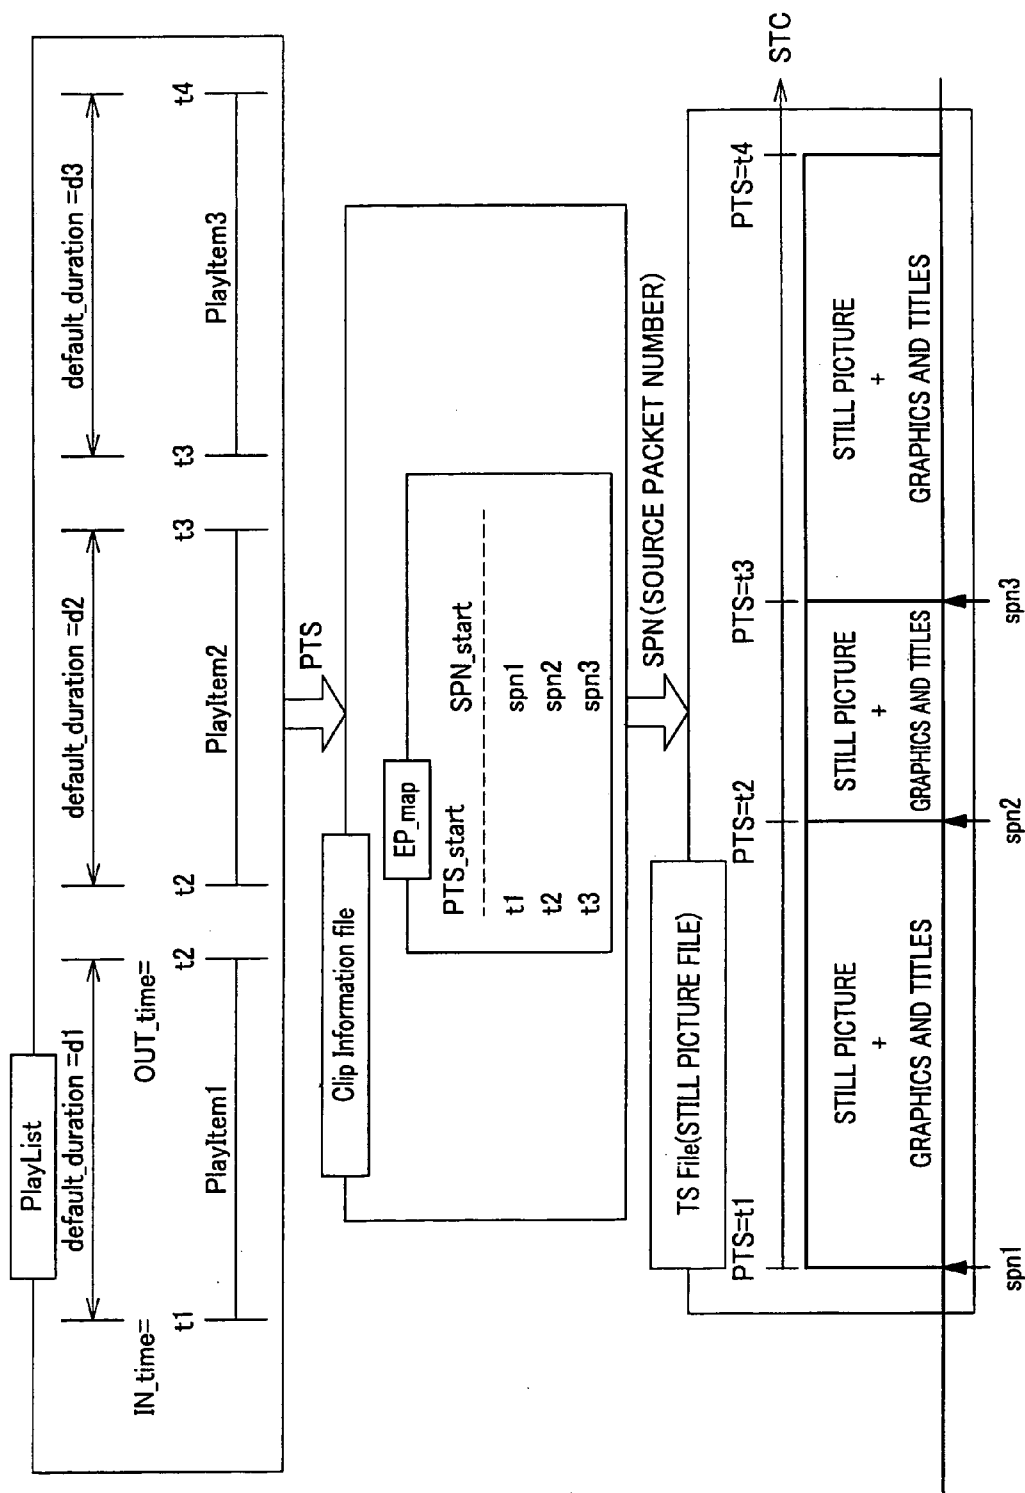 PlayList
default_duration =d1
default_duration =d2
default_duration =d3
IN_time=
OUT_time=
t1
t2
t2
t3
t3
t4
PlayItem1
PlayItem2
PlayItem3
PTS
Clip Information file
EP_map
PTS_start SPN_start
t1 spn1
t2 spn2
t3 spn3
SPN(SOURCE PACKET NUMBER)
TS File(STILL PICTURE FILE)
PTS=t1
PTS=t2
PTS=t3
PTS=t4
STC
STILL PICTURE
+
GRAPHICS AND TITLES
STILL PICTURE
+
GRAPHICS AND TITLES
STILL PICTURE
+
GRAPHICS AND TITLES
spn1
spn2
spn3